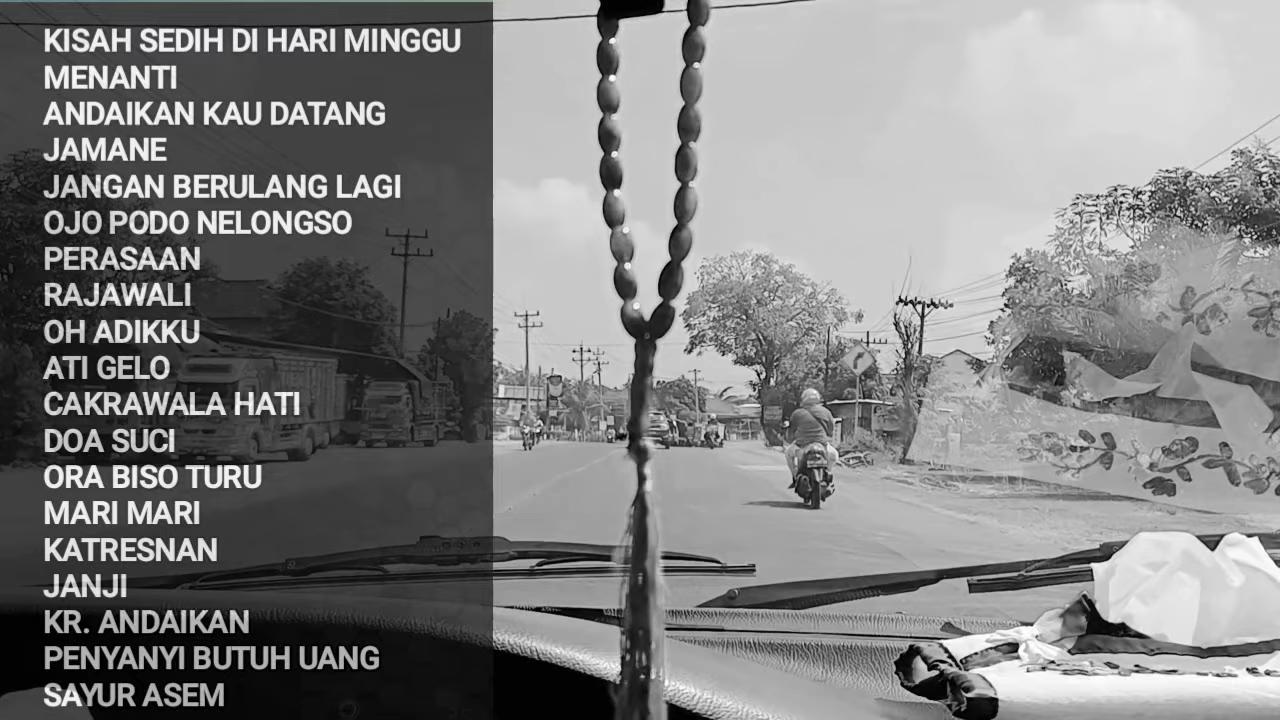 KISAH SEDIH DI HARI MINGGU
MENANTI
ANDAIKAN KAU DATANG
JAMANE
JANGAN BERULANG LAGI
OJO PODO NELONGSO
PERASAAN
RAJAWALI
OH ADIKKU
ATI GELO
CAKRAWALA HATI
DOA SUCI
ORA BISO TURU
MARI MARI
KATRESNAN
JANJI
KR. ANDAIKAN
PENYANYI BUTUH UANG
SAYUR ASEM